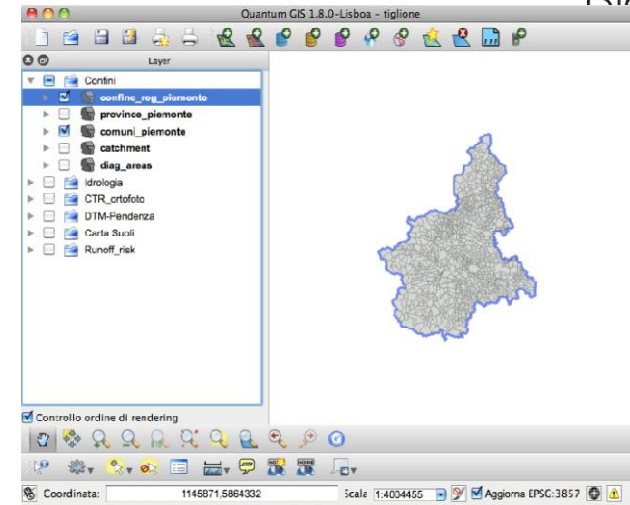 Quantum GIS 1.8.0-Lisboa - tiglione
Layer
Confini
confine_reg_piemonte
province_piemonte
comuni_piemonte
catchment
diag_areas
Idrologia
CTR_ortofoto
DTM-Pendenza
Carta Suoli
Runoff_risk
Controllo ordine di rendering
Coordinata: 1145871,5864332 Scala 1:4004455 Aggiorna EPSG:3857